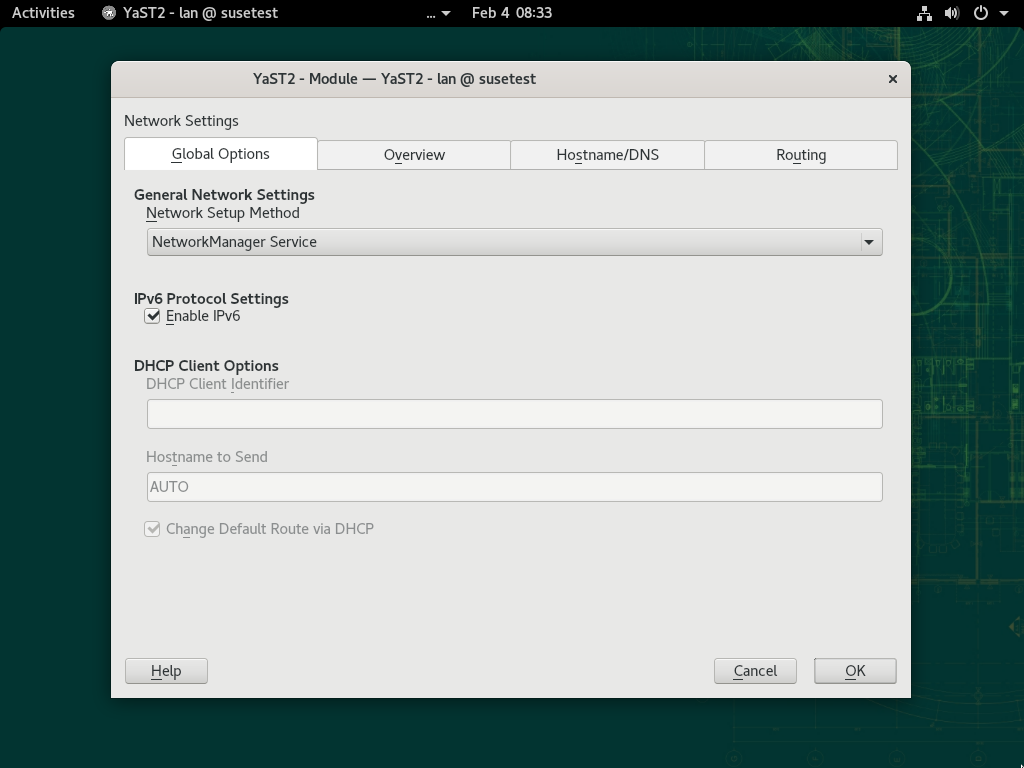 Activities YaST2 - lan @ susetest ... Feb 4 08:33
YaST2 - Module — YaST2 - lan @ susetest
Network Settings
Global Options Overview Hostname/DNS Routing
General Network Settings
Network Setup Method
NetworkManager Service
IPv6 Protocol Settings
Enable IPv6
DHCP Client Options
DHCP Client Identifier
Hostname to Send
AUTO
Change Default Route via DHCP
Help Cancel OK